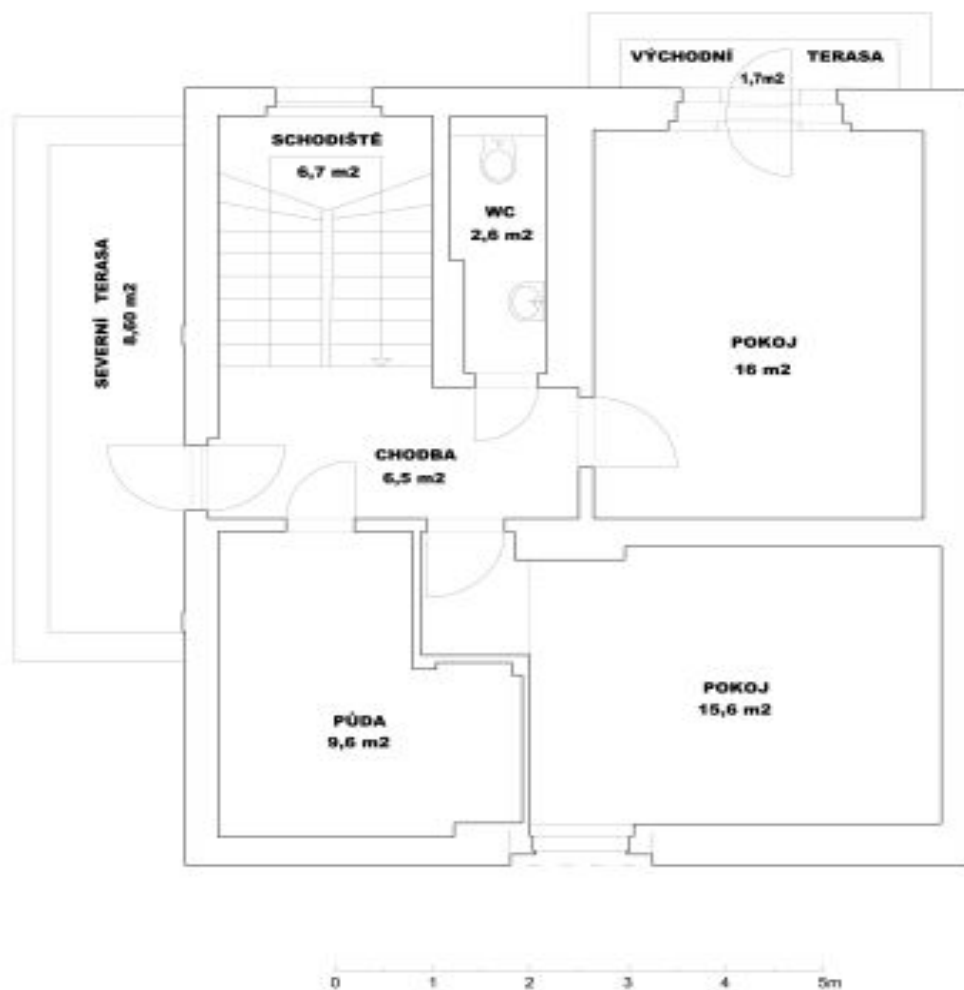 VÝCHODNÍ TERASA
1,7m2
SCHODIŠTĚ
6,7 m2
WC
2,6 m2
SEVERNÍ TERASA
8,60 m2
POKOJ
16 m2
CHODBA
6,5 m2
POKOJ
15,6 m2
PŮDA
9,6 m2
0 1 2 3 4 5m